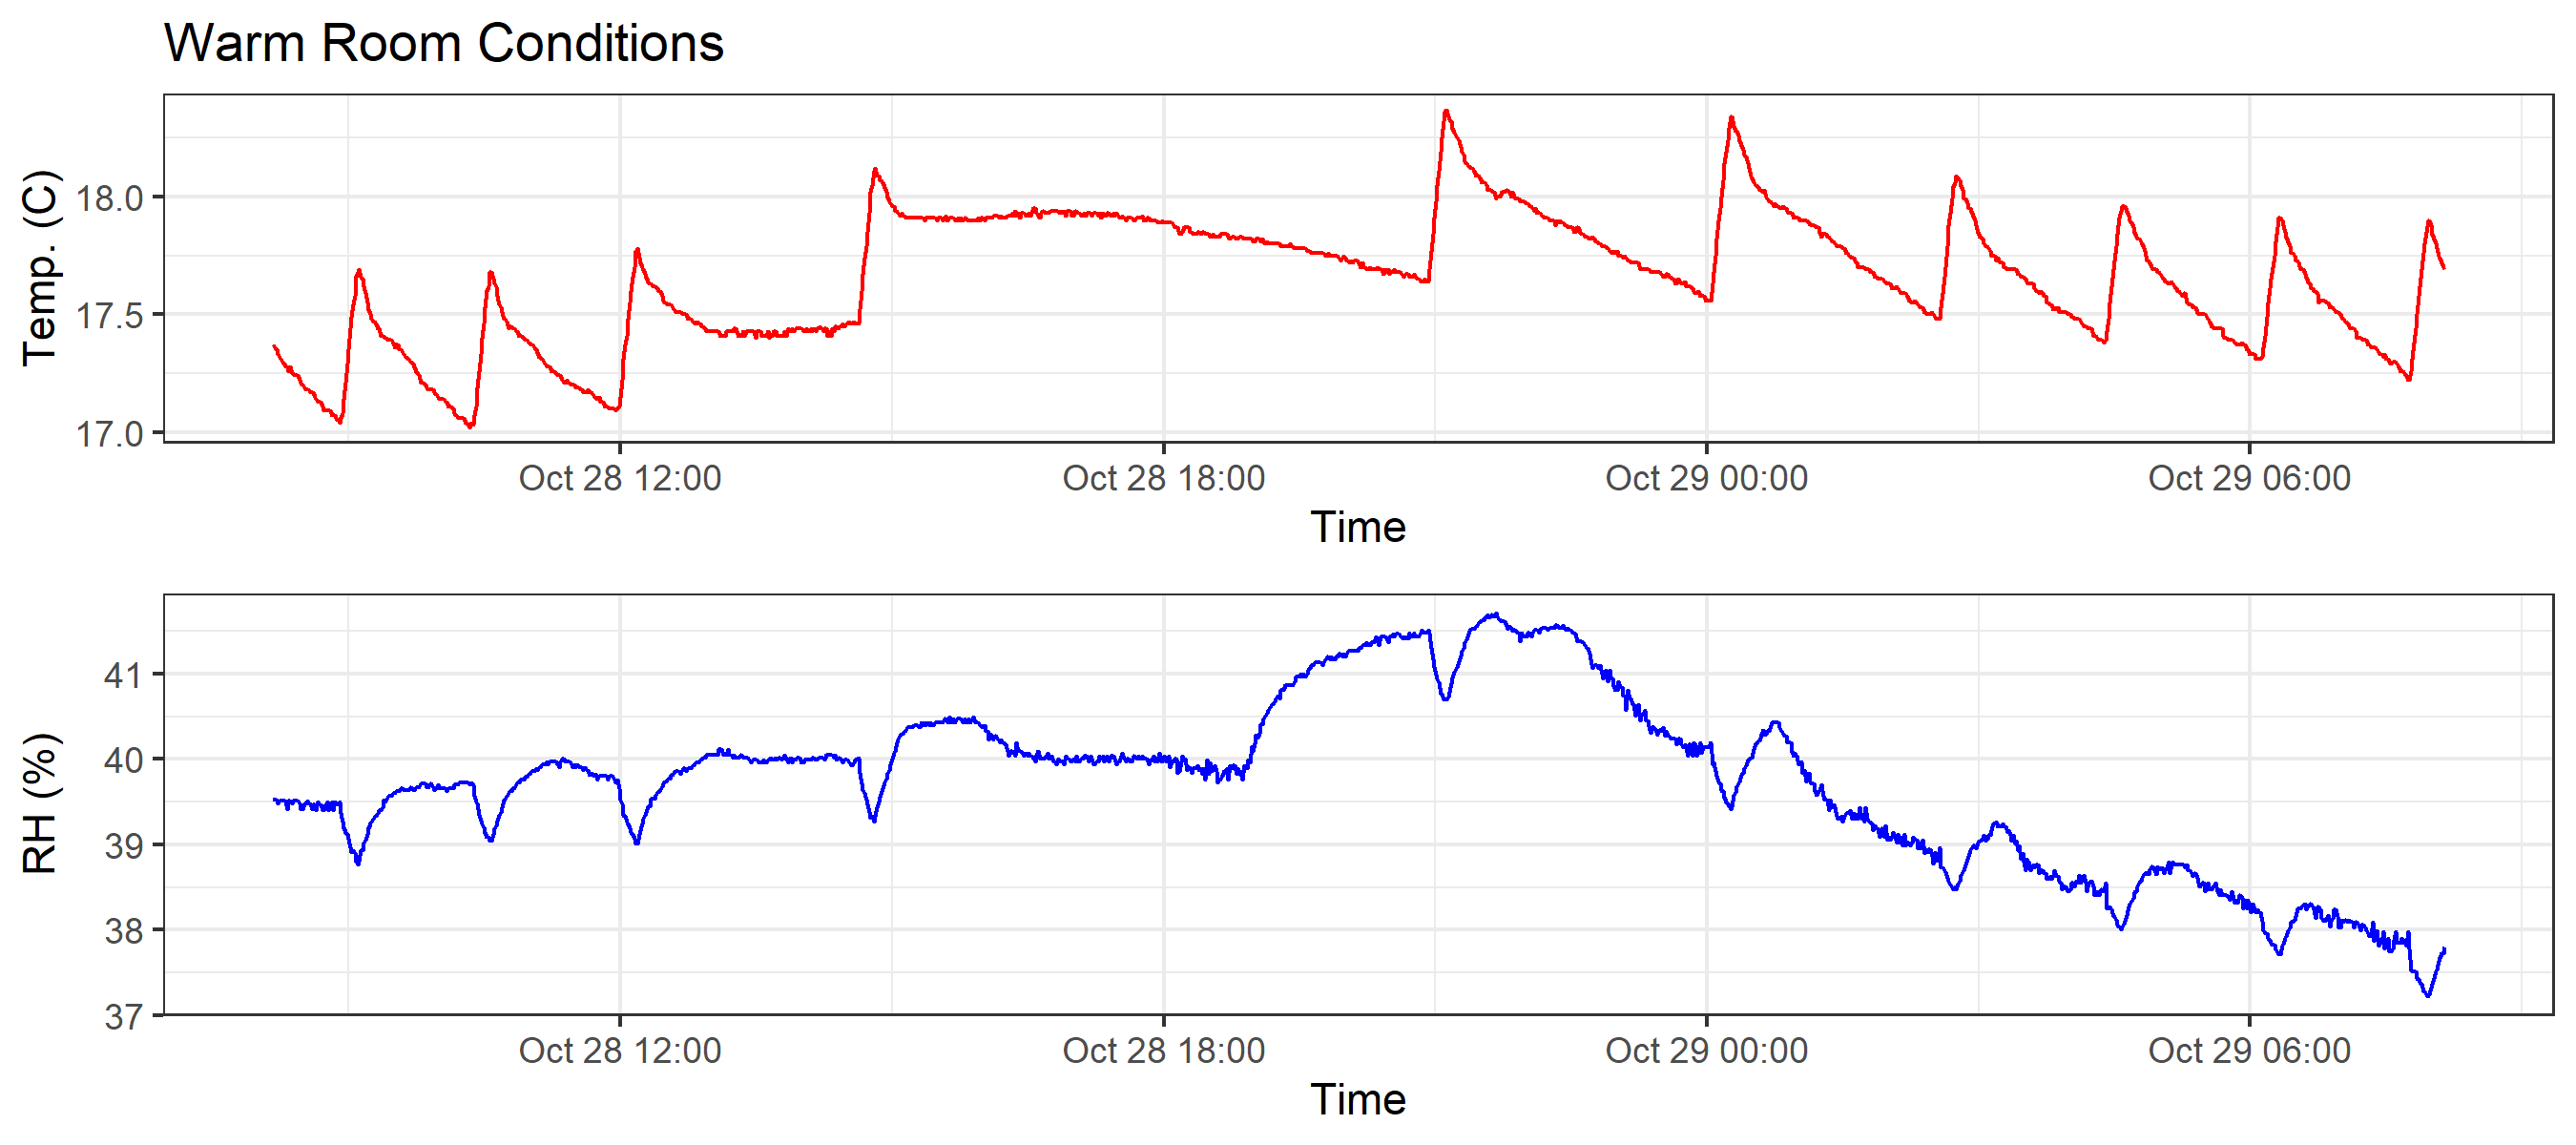 Warm Room Conditions
Temp. (C)
18.0
17.5
17.0
Oct 28 12:00 Oct 28 18:00 Oct 29 00:00 Oct 29 06:00
Time
RH (%)
41
40
39
38
37
Oct 28 12:00 Oct 28 18:00 Oct 29 00:00 Oct 29 06:00
Time